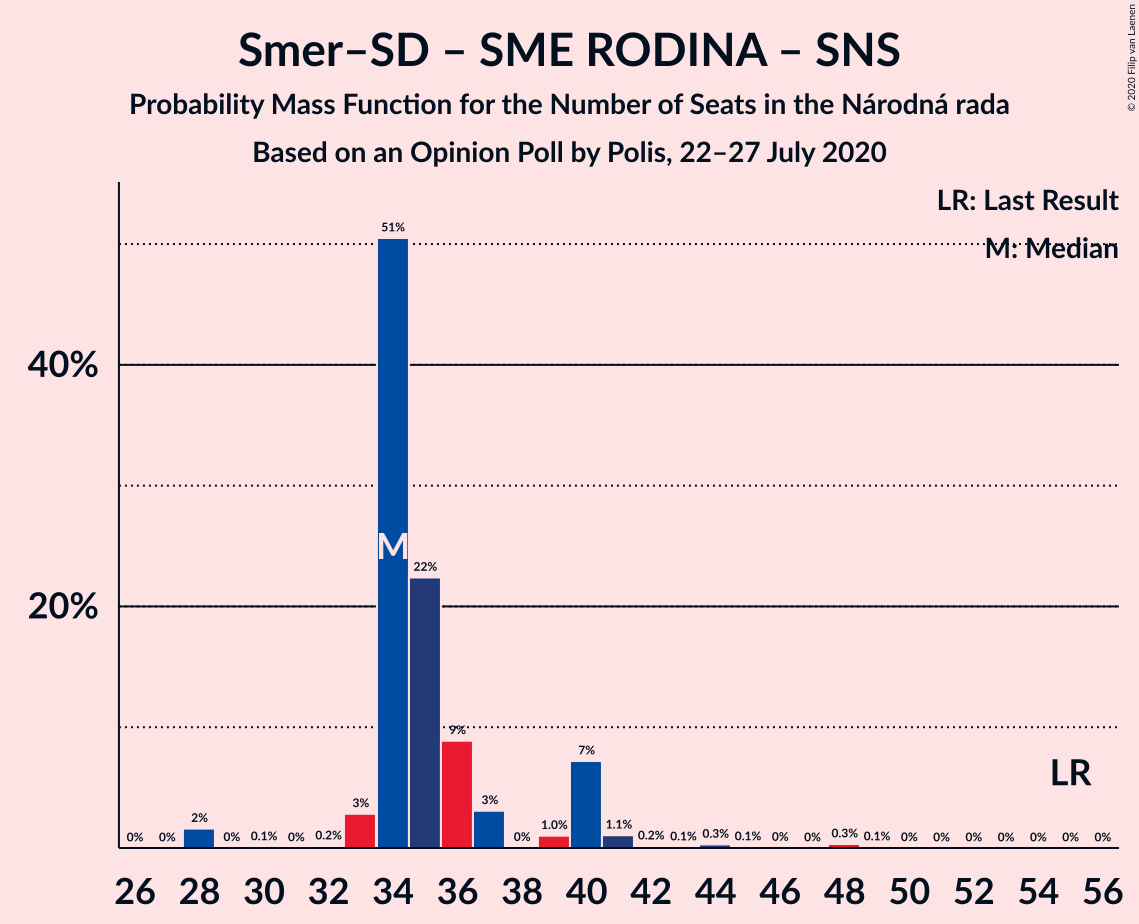 Smer–SD – SME RODINA – SNS
Probability Mass Function for the Number of Seats in the Národná rada
Based on an Opinion Poll by Polis, 22–27 July 2020
© 2020 Filip van Laenen
LR: Last Result
M: Median
40%
20%
0% 0% 2% 0% 0.1% 0% 0.2% 3% 51% 22% 9% 3% 0% 1.0% 7% 1.1% 0.2% 0.1% 0.3% 0.1% 0% 0% 0.3% 0.1% 0% 0% 0% 0% 0% 0% 0%
M
LR
26 28 30 32 34 36 38 40 42 44 46 48 50 52 54 56